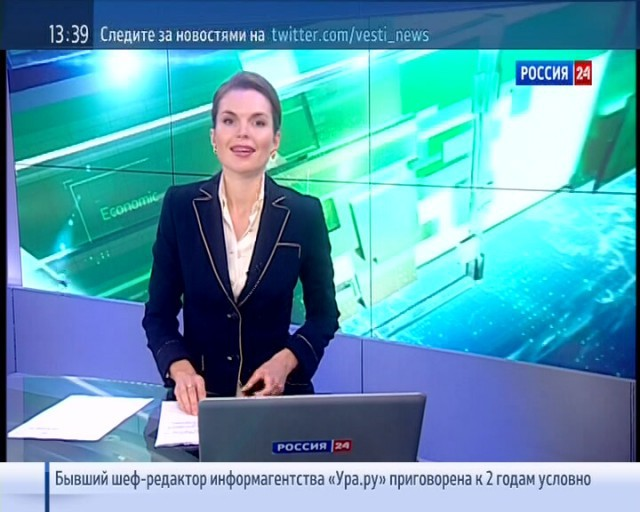 13:39 Следите за новостями на twitter.com/vesti_news
РОССИЯ 24
Economic
РОССИЯ 24
Бывший шеф-редактор информагентства «Ура.ру» приговорена к 2 годам условно